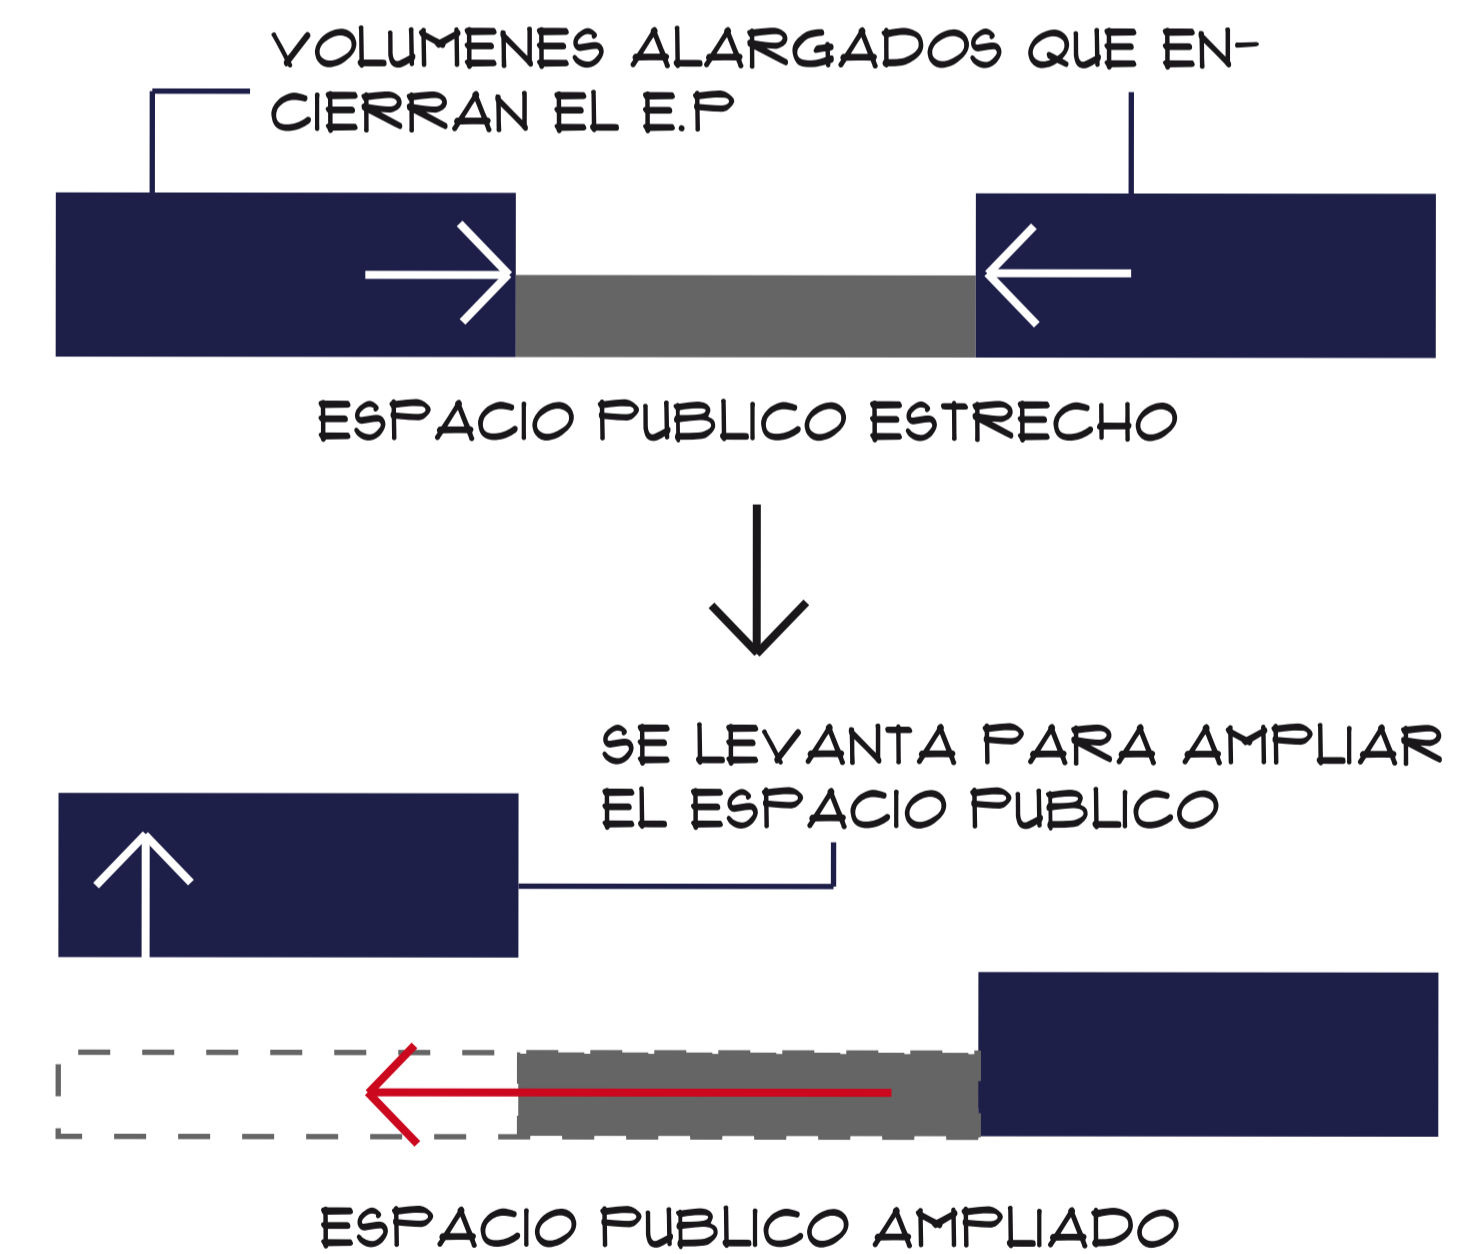 VOLUMENES ALARGADOS QUE EN-
CIERRAN EL E.P
ESPACIO PUBLICO ESTRECHO
SE LEVANTA PARA AMPLIAR
EL ESPACIO PUBLICO
ESPACIO PUBLICO AMPLIADO